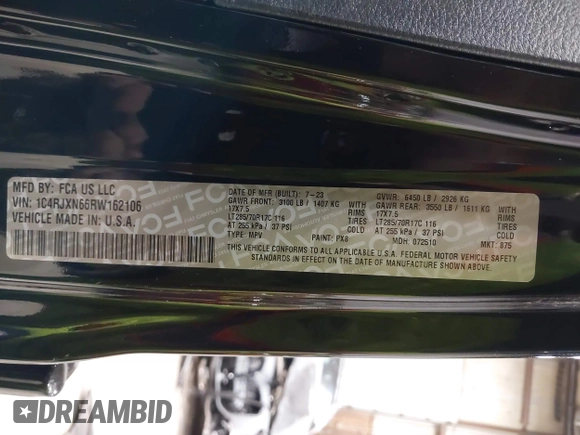 MFD BY: FCA US LLC
VIN: 1C4RJXN66RW162106
VEHICLE MADE IN U.S.A.
DATE OF MFR (BUILT): 7-23
GAWR FRONT: 3100 LB / 1407 KG WITH
17X7.5 RIMS
LT285/70R17C 116 TIRES
AT 255 kPa / 37 PSI COLD
TYPE: MPV PAINT: PX8
GVWR: 6450 LB / 2926 KG
GAWR REAR: 3550 LB / 1611 KG WITH
17X7.5 RIMS
LT285/70R17C 116 TIRES
AT 255 kPa / 37 PSI COLD
MDH: 072510 MKT: 875
THIS VEHICLE CONFORMS TO ALL APPLICABLE U.S.A. FEDERAL MOTOR VEHICLE SAFETY
STANDARDS IN EFFECT ON THE DATE OF MANUFACTURE SHOWN ABOVE.
DREAMBID